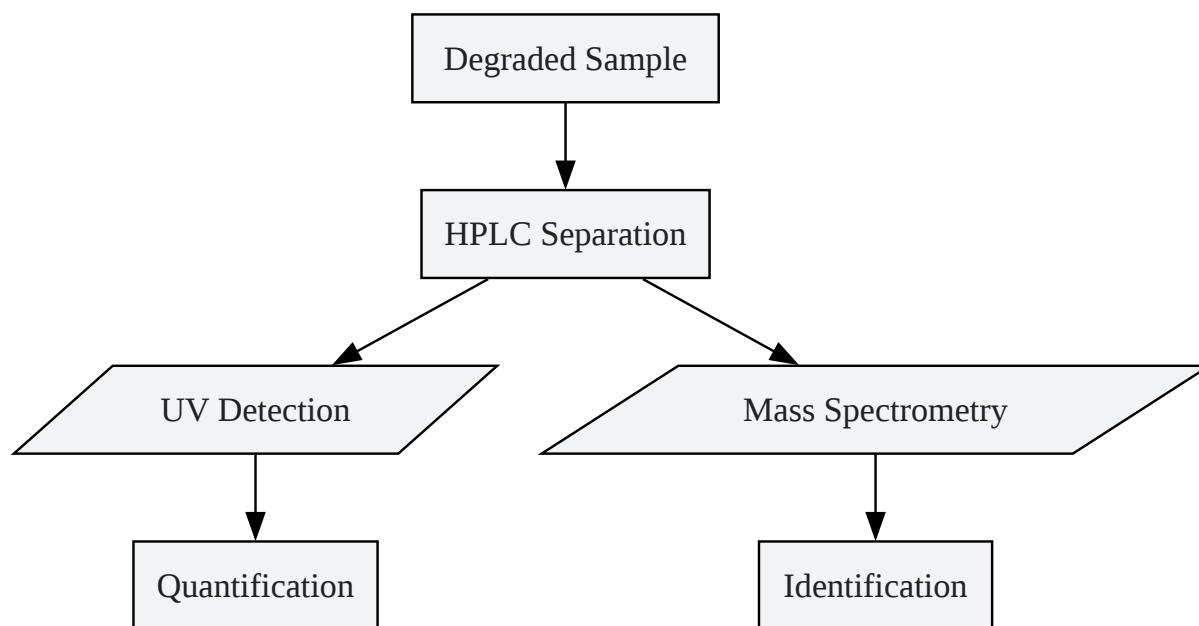 Degraded Sample
HPLC Separation
UV Detection
Mass Spectrometry
Quantification
Identification